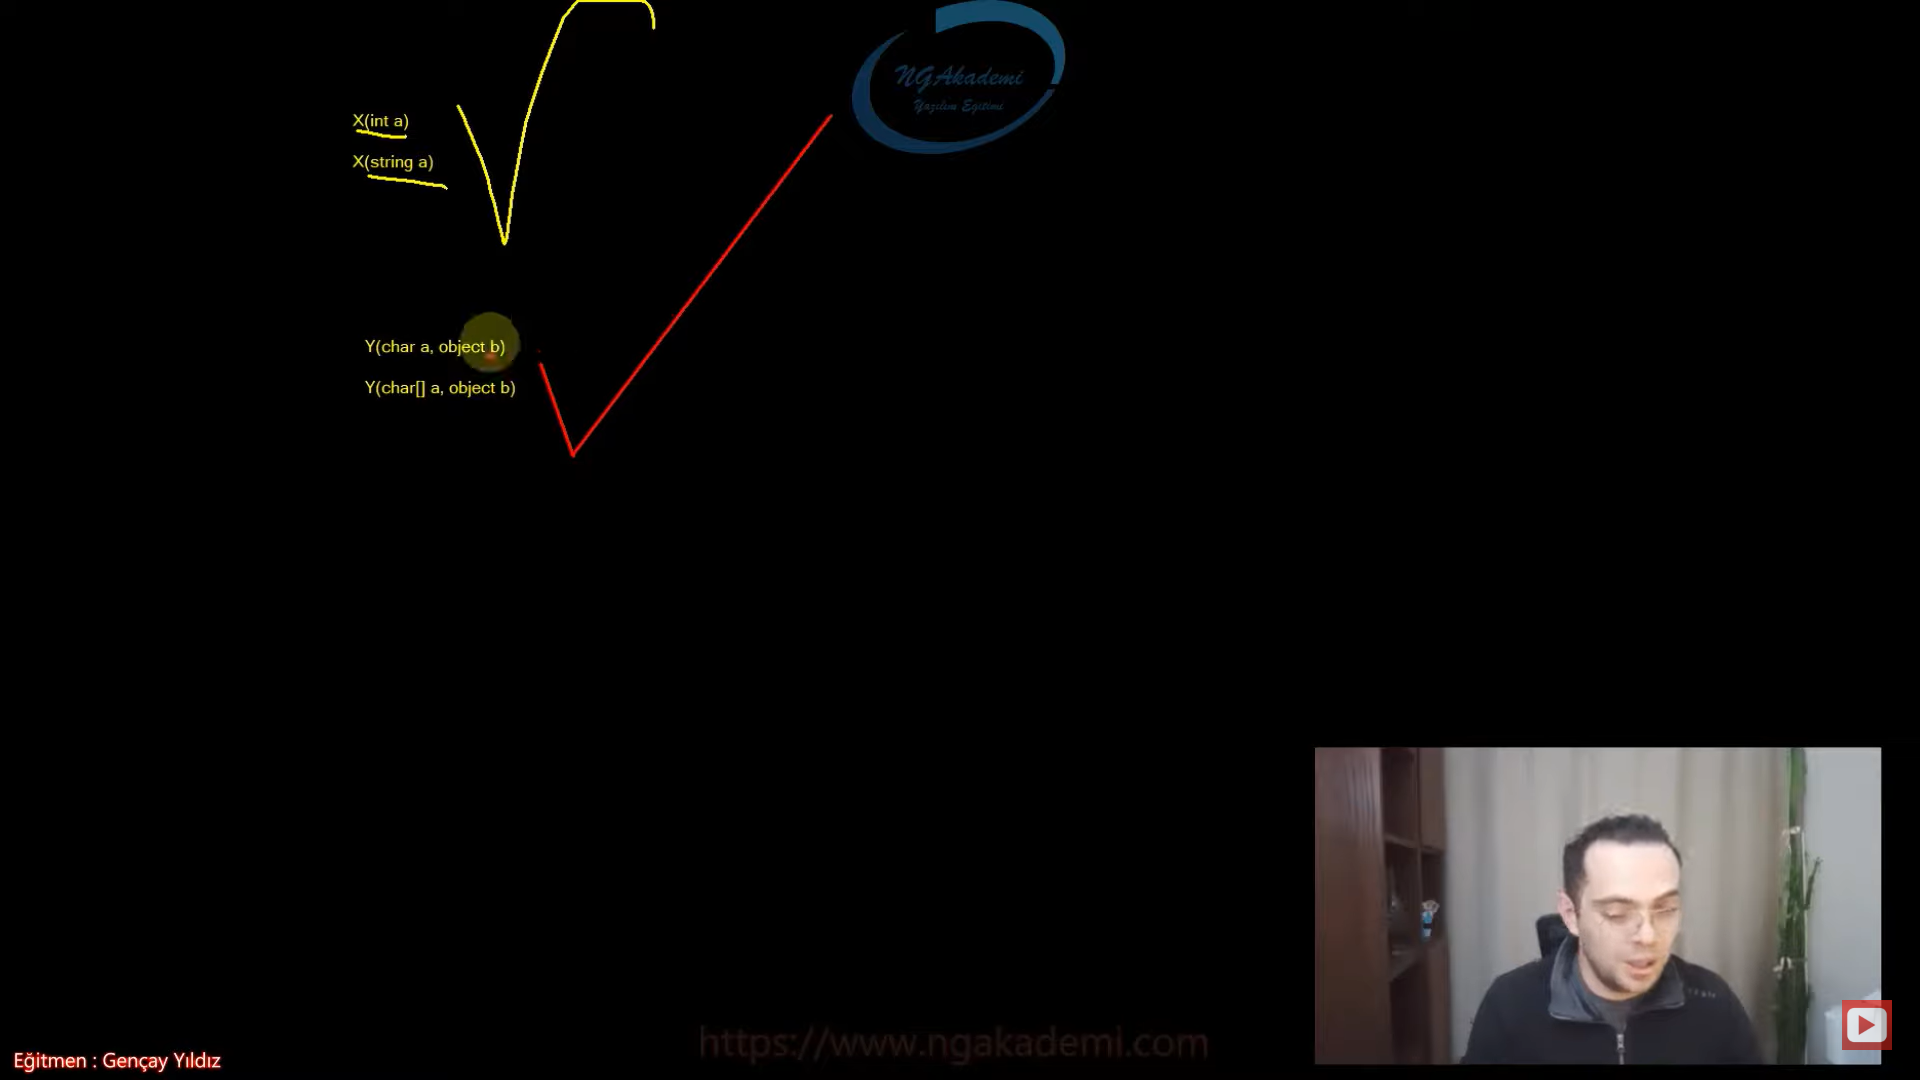 NGAkademi
Yazılım Eğitimi
X(int a)
X(string a)
Y(char a, object b)
Y(char[] a, object b)
https://www.ngakademi.com
Eğitmen : Gençay Yıldız